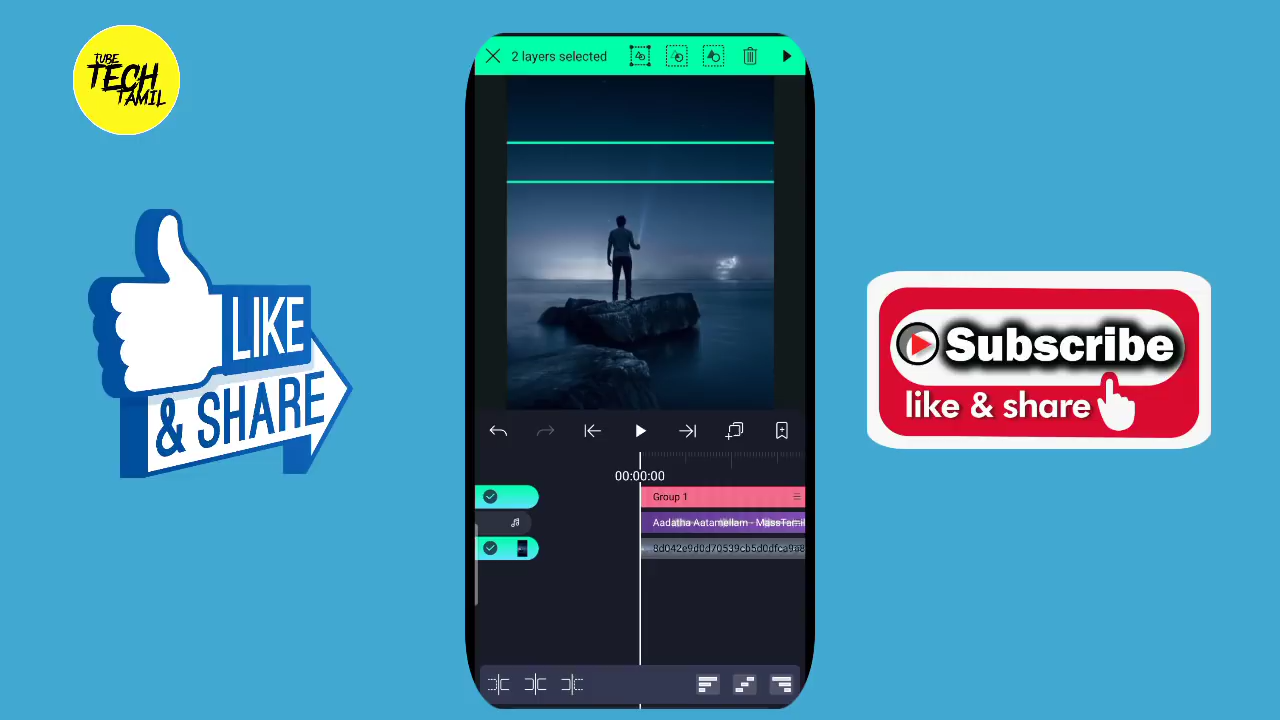 TUBE
TECH
TAMIL
2 layers selected
LIKE
& SHARE
Subscribe
like & share
00:00:00
Group 1
Aadatha Aatamellam - MassTamil
8d042e9d0d70539cb5d0dfca9